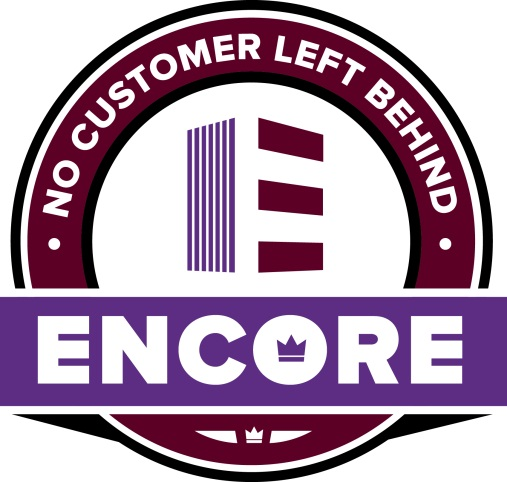 NO CUSTOMER LEFT BEHIND
ENCORE